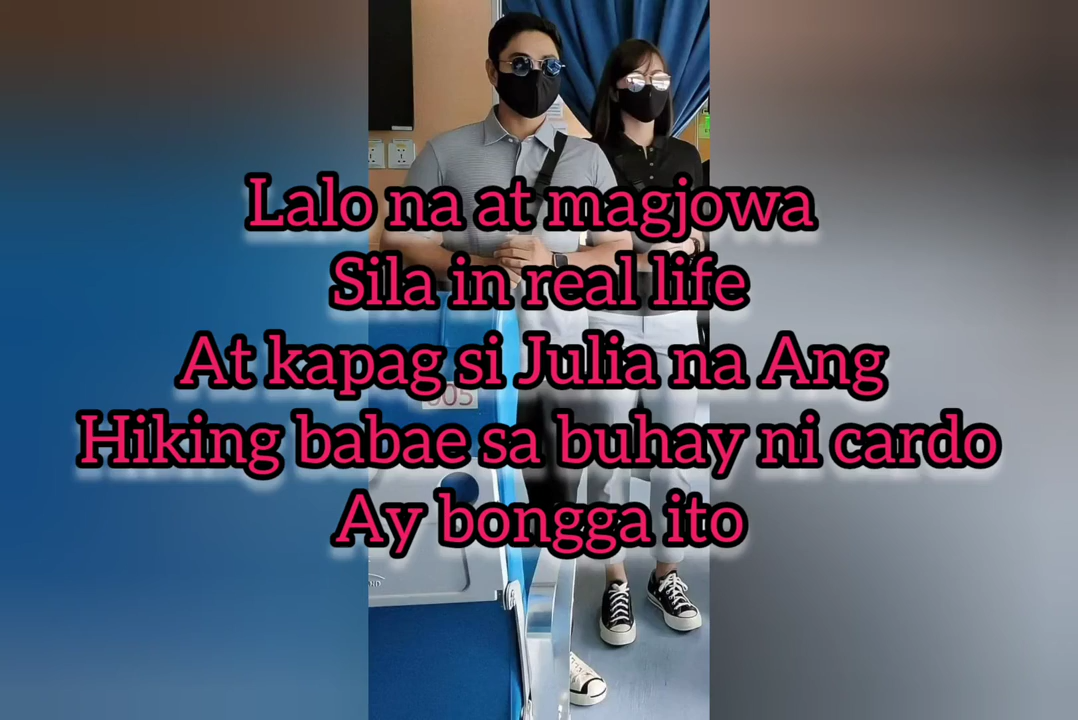 Lalo na at magjowa
Sila in real life
At kapag si Julia na Ang
Hiking babae sa buhay ni cardo
Ay bongga ito
005